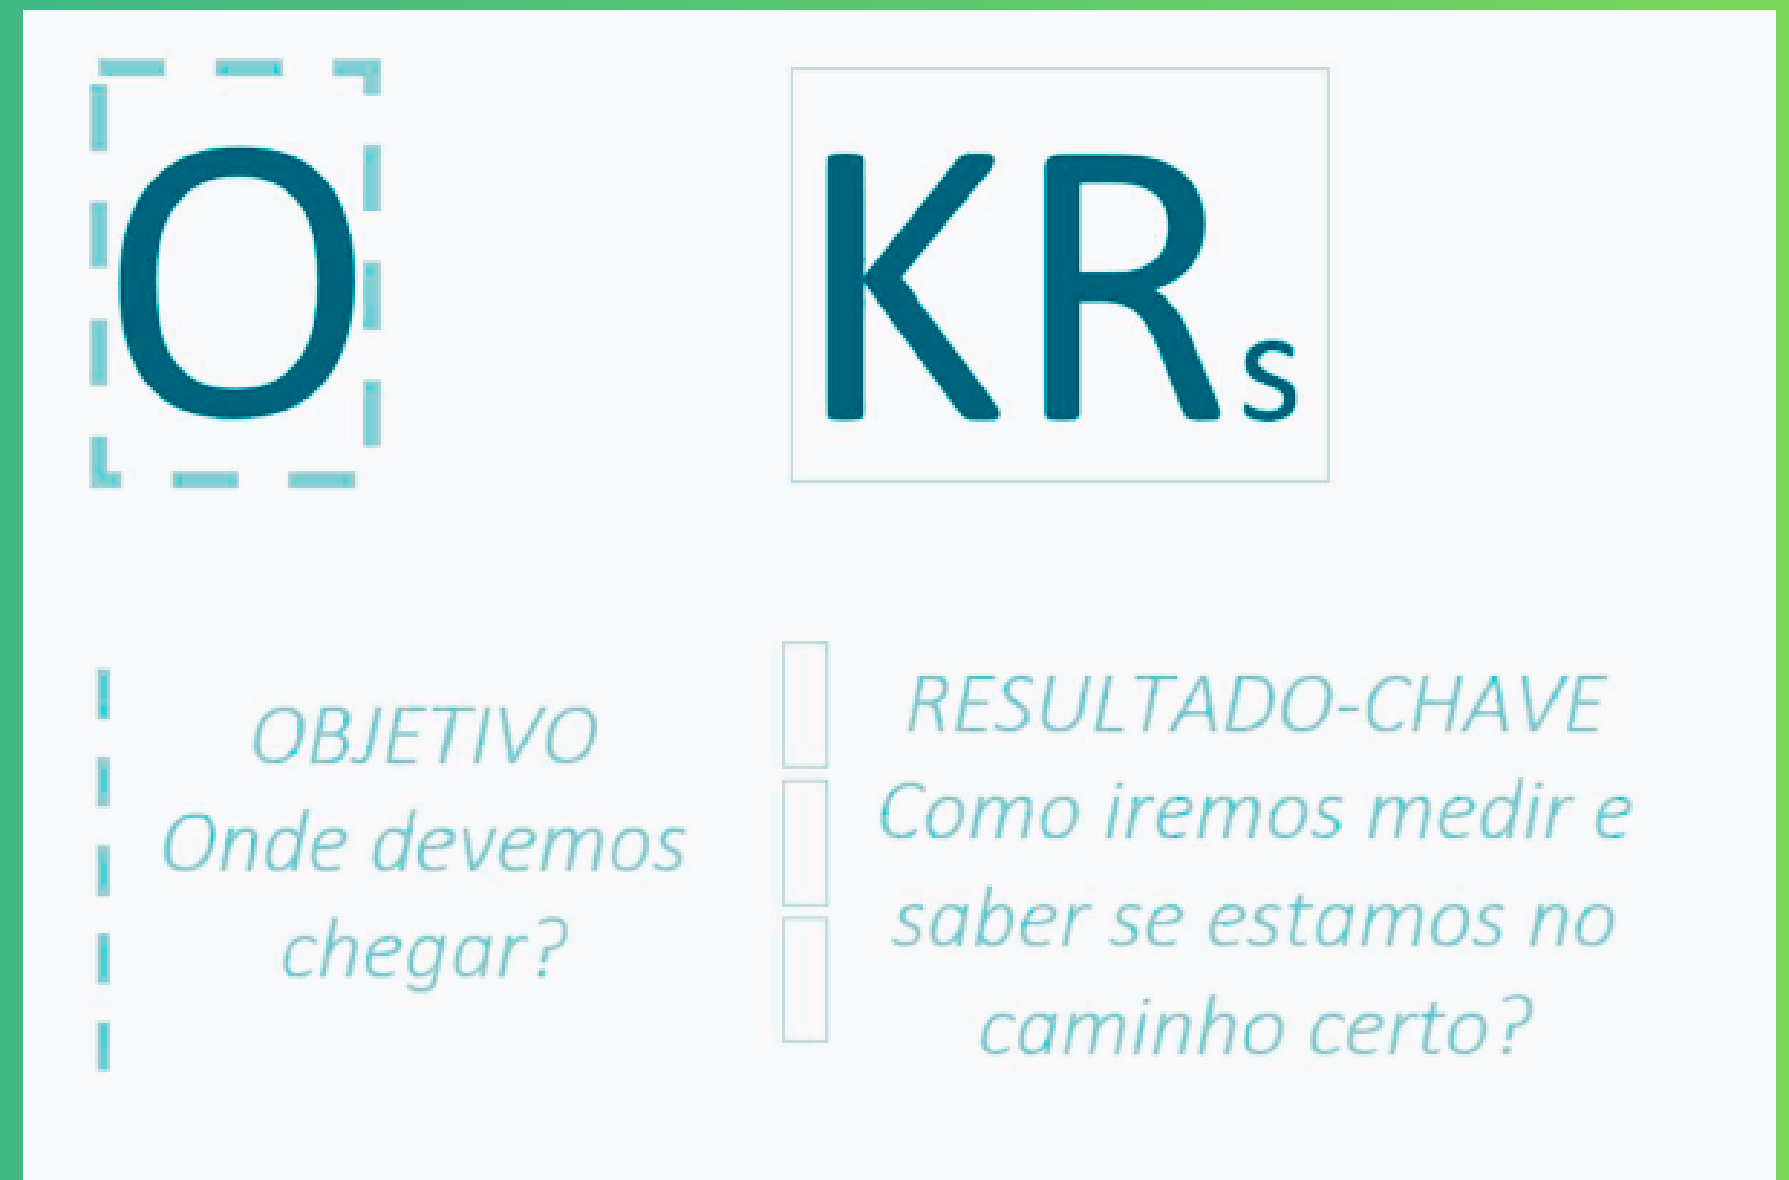 O
KRs
OBJETIVO
Onde devemos
chegar?
RESULTADO-CHAVE
Como iremos medir e
saber se estamos no
caminho certo?